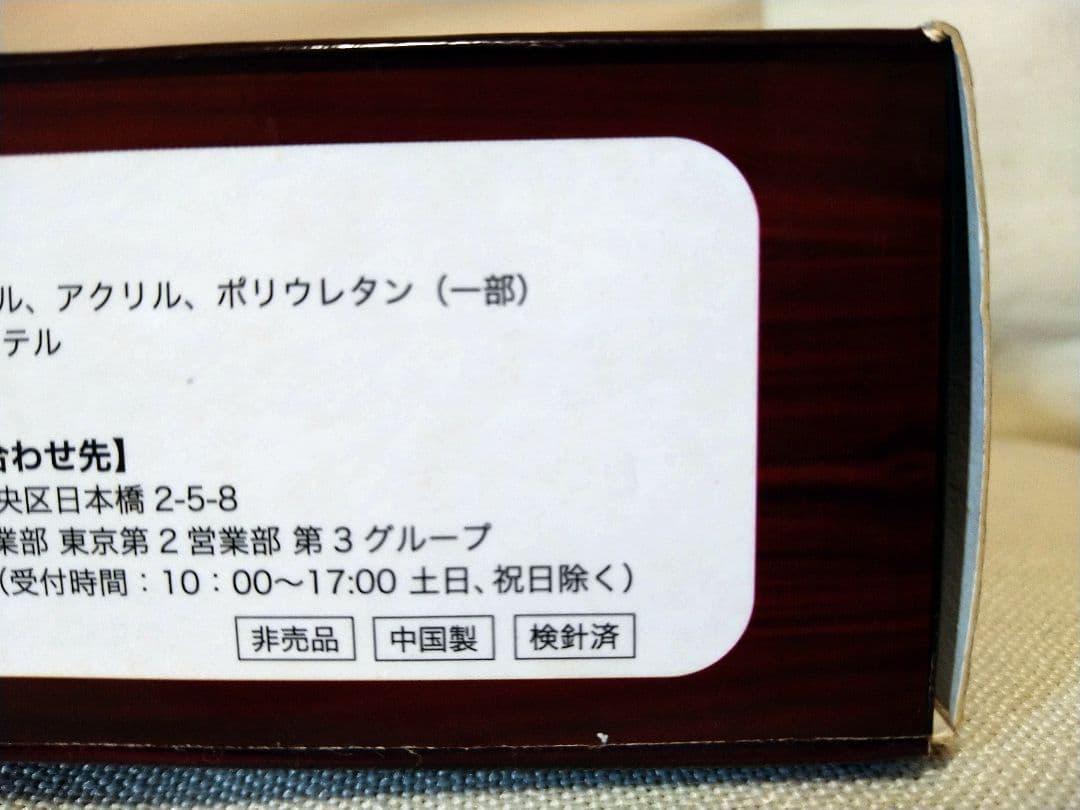 ル、アクリル、ポリウレタン（一部）
テル
合わせ先】
央区日本橋 2-5-8
業部 東京第2営業部 第3グループ
（受付時間：10：00〜17:00 土日、祝日除く）
非売品 中国製 検針済